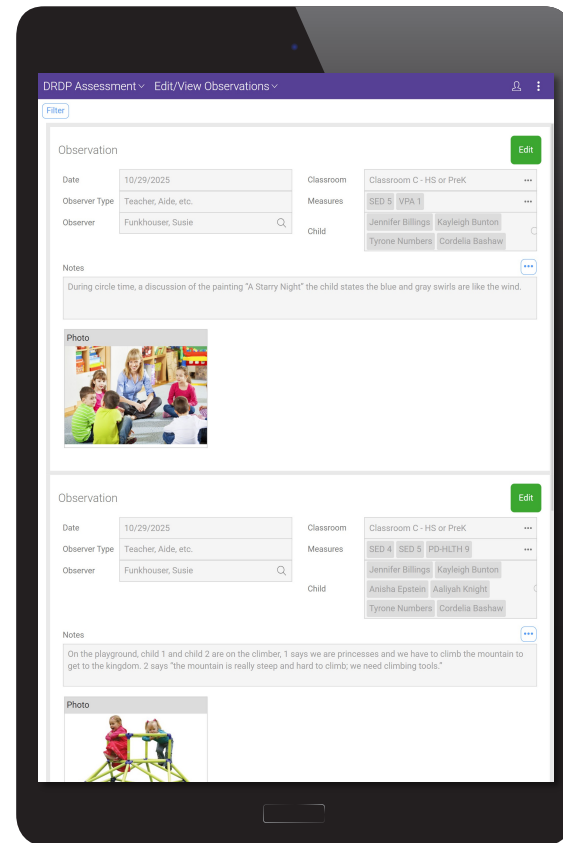 DRDP Assessment Edit/View Observations
Filter
Observation
Edit
Date 10/29/2025 Classroom Classroom C - HS or PreK
Observer Type Teacher, Aide, etc. Measures SED 5 VPA 1
Observer Funkhouser, Susie Child Jennifer Billings Kayleigh Bunton
Tyrone Numbers Cordelia Bashaw
Notes
During circle time, a discussion of the painting “A Starry Night” the child states the blue and gray swirls are like the wind.
Photo
Observation
Edit
Date 10/29/2025 Classroom Classroom C - HS or PreK
Observer Type Teacher, Aide, etc. Measures SED 4 SED 5 PD-HLTH 9
Observer Funkhouser, Susie Jennifer Billings Kayleigh Bunton
Child Anisha Epstein Aaliyah Knight
Tyrone Numbers Cordelia Bashaw
Notes
On the playground, child 1 and child 2 are on the climber, 1 says we are princesses and we have to climb the mountain to
get to the kingdom. 2 says “the mountain is really steep and hard to climb; we need climbing tools.”
Photo